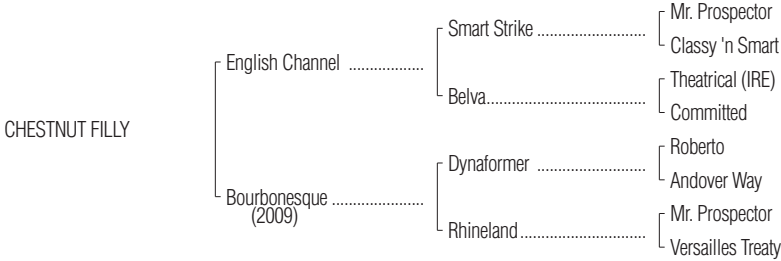 Mr. Prospector
Smart Strike ..........................
Classy 'n Smart
English Channel ..................
Theatrical (IRE)
Belva......................................
Committed
CHESTNUT FILLY
Roberto
Dynaformer ..........................
Andover Way
Bourbonesque ......................
(2009)
Mr. Prospector
Rhineland..............................
Versailles Treaty